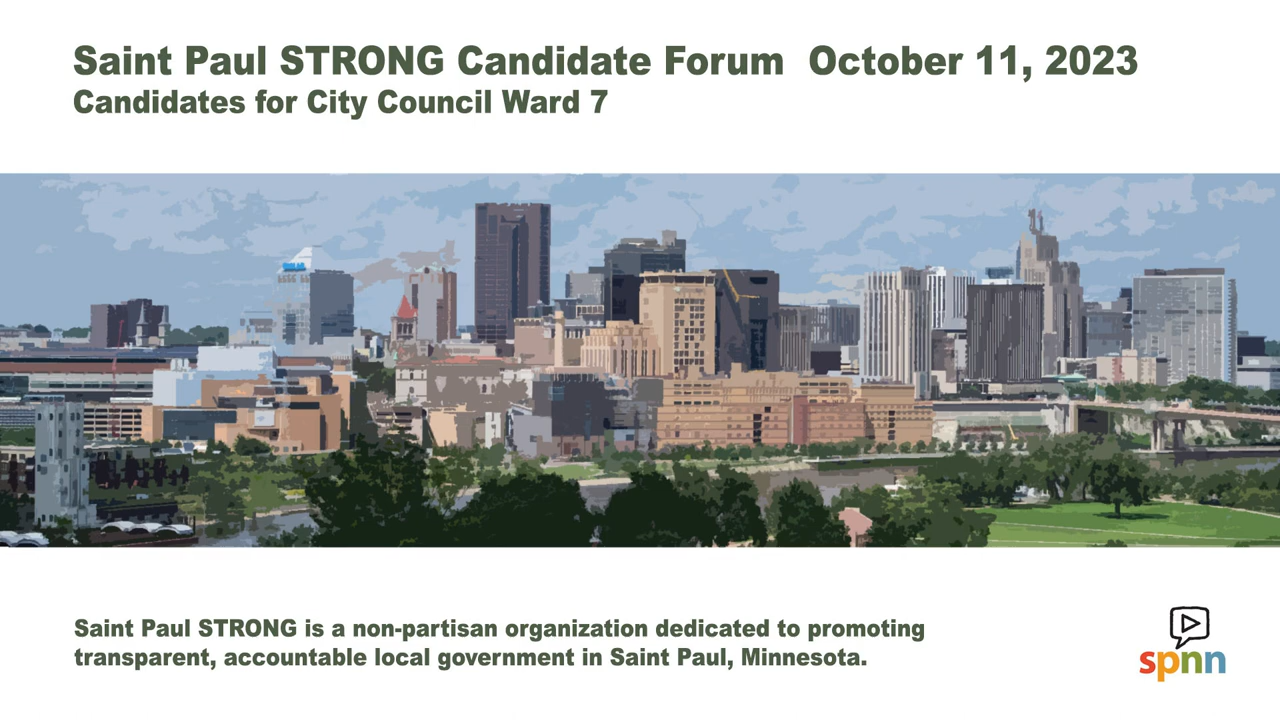 Saint Paul STRONG Candidate Forum  October 11, 2023
Candidates for City Council Ward 7
Saint Paul STRONG is a non-partisan organization dedicated to promoting
transparent, accountable local government in Saint Paul, Minnesota.
spnn